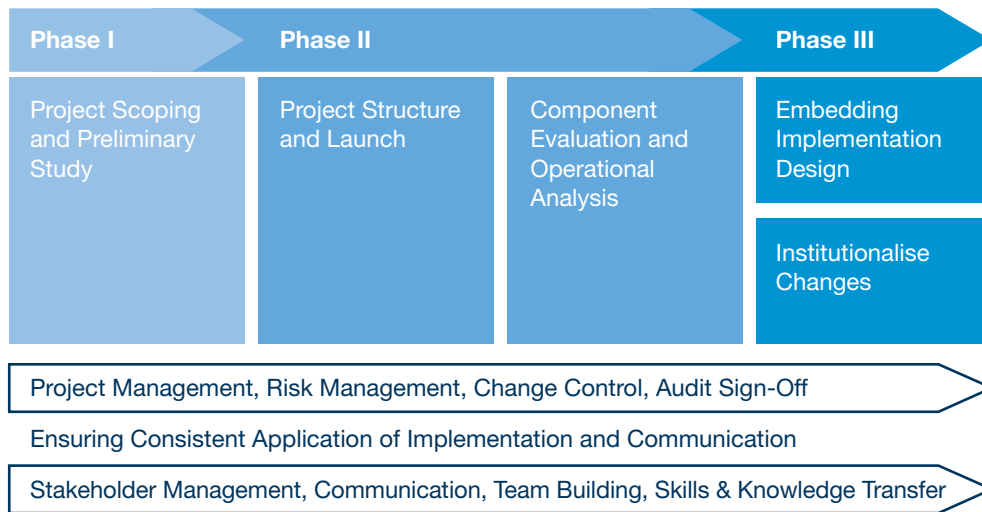 Phase I
Phase II
Phase III
Project Scoping
and Preliminary
Study
Project Structure
and Launch
Component
Evaluation and
Operational
Analysis
Embedding
Implementation
Design
Institutionalise
Changes
Project Management, Risk Management, Change Control, Audit Sign-Off
Ensuring Consistent Application of Implementation and Communication
Stakeholder Management, Communication, Team Building, Skills & Knowledge Transfer